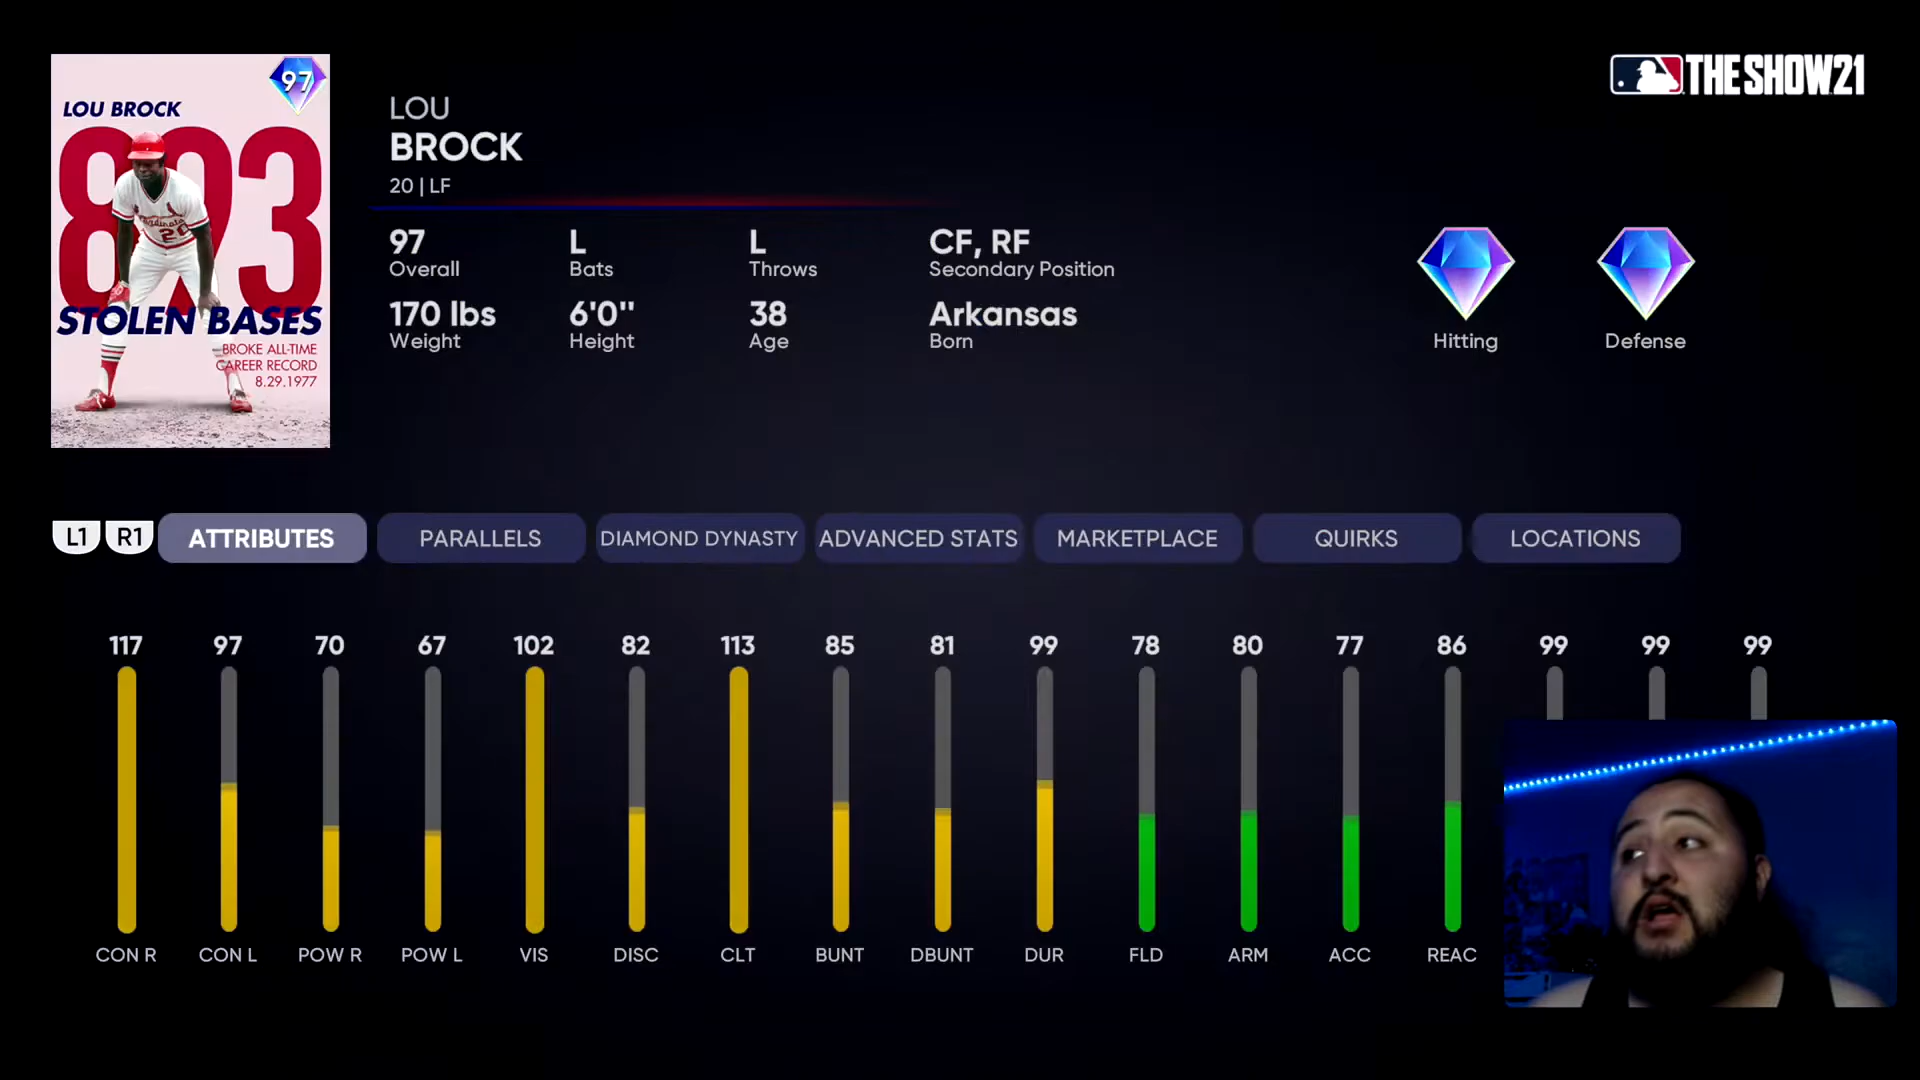 97
LOU BROCK
893
STOLEN BASES
BROKE ALL-TIME
CAREER RECORD
8.29.1977
Cardinals
20
LOU
BROCK
20 | LF
97 L L CF, RF
Overall Bats Throws Secondary Position
170 lbs 6'0" 38 Arkansas
Weight Height Age Born
Hitting Defense
MLB THE SHOW 21
L1 R1 ATTRIBUTES PARALLELS DIAMOND DYNASTY ADVANCED STATS MARKETPLACE QUIRKS LOCATIONS
117 97 70 67 102 82 113 85 81 99 78 80 77 86 99 99 99
CON R CON L POW R POW L VIS DISC CLT BUNT DBUNT DUR FLD ARM ACC REAC